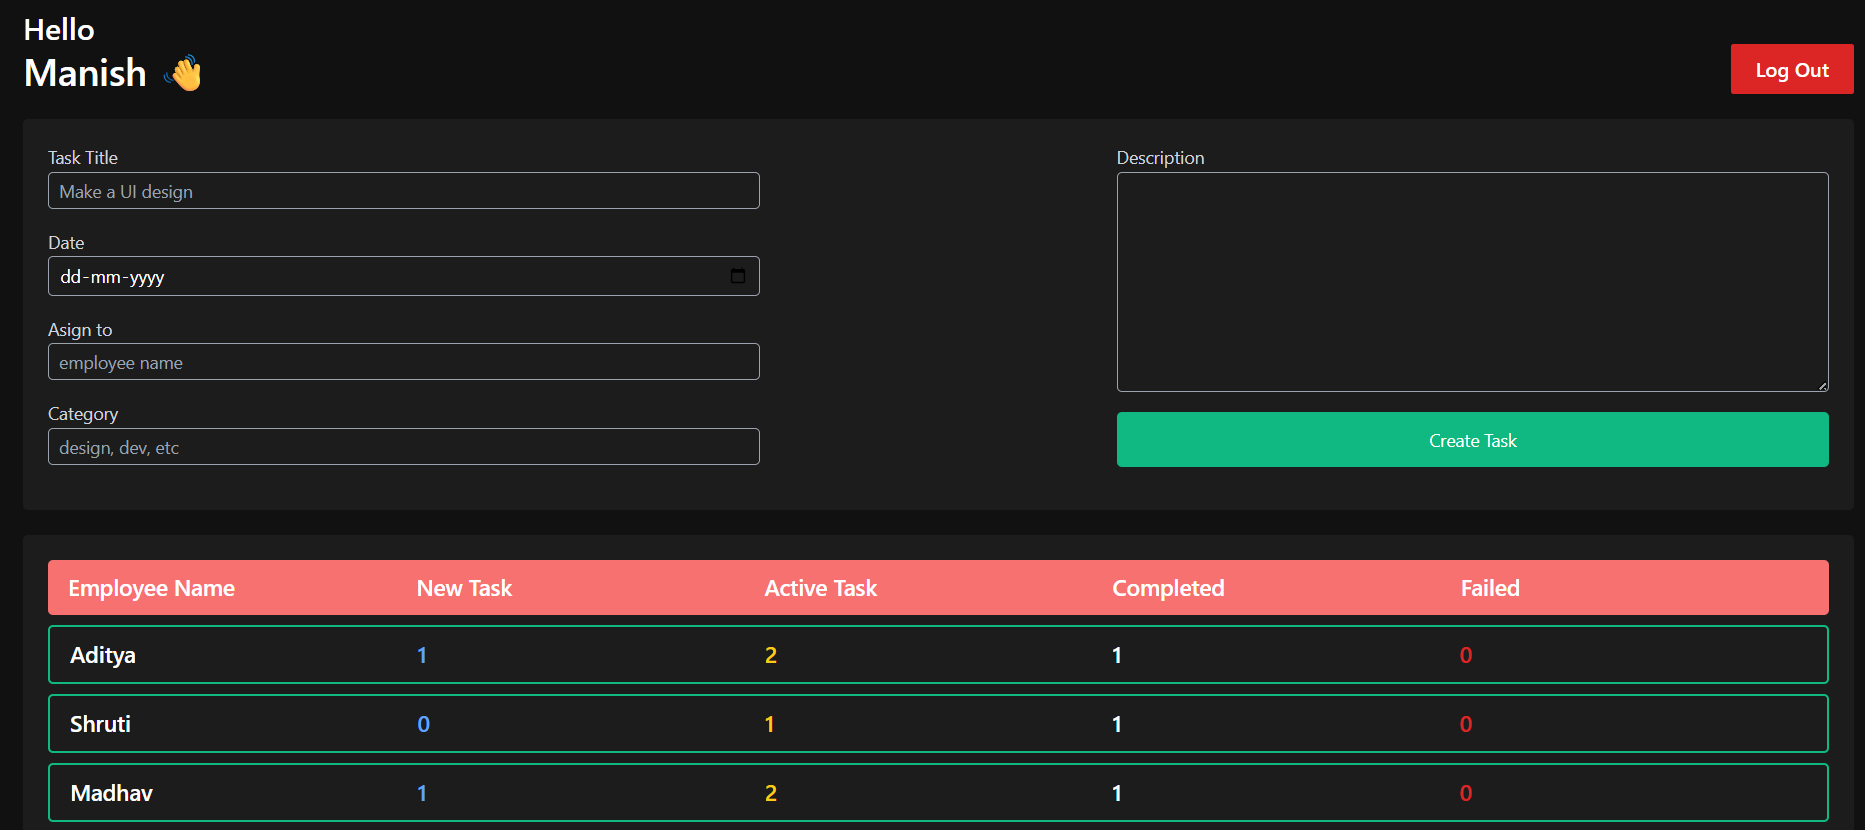 Hello
Manish 👋
Log Out
Task Title
Make a UI design
Date
dd-mm-yyyy
Asign to
employee name
Category
design, dev, etc
Description
Create Task
Employee Name New Task Active Task Completed Failed
Aditya 1 2 1 0
Shruti 0 1 1 0
Madhav 1 2 1 0